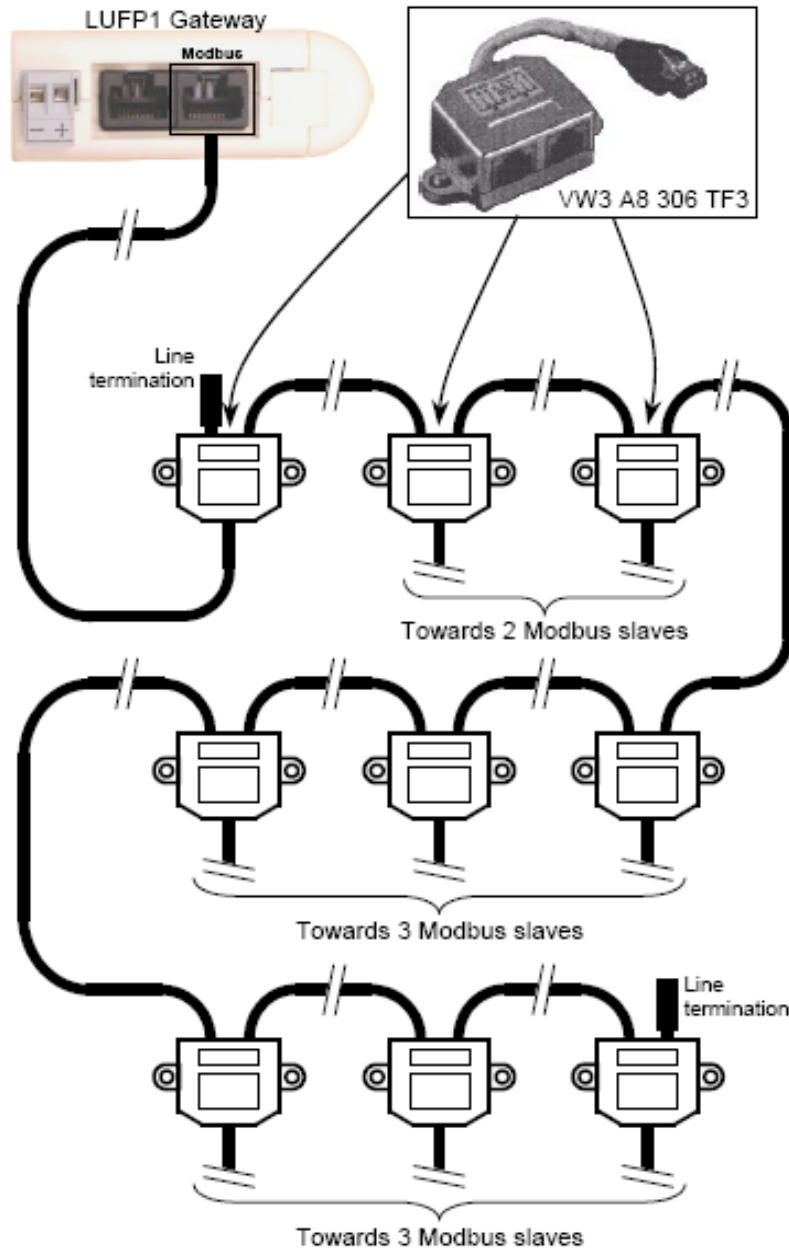 LUFP1 Gateway
Modbus
− +
VW3 A8 306 TF3
Line
termination
Towards 2 Modbus slaves
Towards 3 Modbus slaves
Line
termination
Towards 3 Modbus slaves